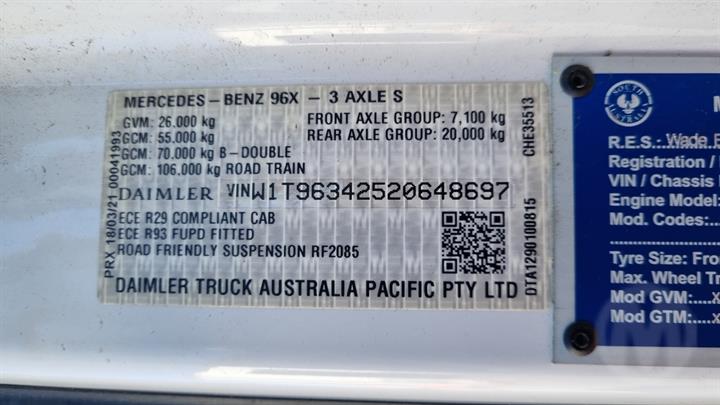 MERCEDES-BENZ 96X - 3 AXLE S
GVM: 26.000 kg FRONT AXLE GROUP: 7,100 kg
GCM: 55.000 kg REAR AXLE GROUP: 20,000 kg
GCM: 70.000 kg B-DOUBLE
GCM: 106.000 kg ROAD TRAIN
DAIMLER VIN W1T96342520648697
ECE R29 COMPLIANT CAB
ECE R93 FUPD FITTED
ROAD FRIENDLY SUSPENSION RF2085
DAIMLER TRUCK AUSTRALIA PACIFIC PTY LTD
PRX 18/03/21 00041993
CHE35513
DTA1290100815
SOUTH
AUSTRALIA
M
R.E.S:.....Wade
Registration /
VIN / Chassis
Engine Model:
Mod. Codes:...
Tyre Size: Fro
Max. Wheel Tr
Mod GVM:....x
Mod GTM:....x